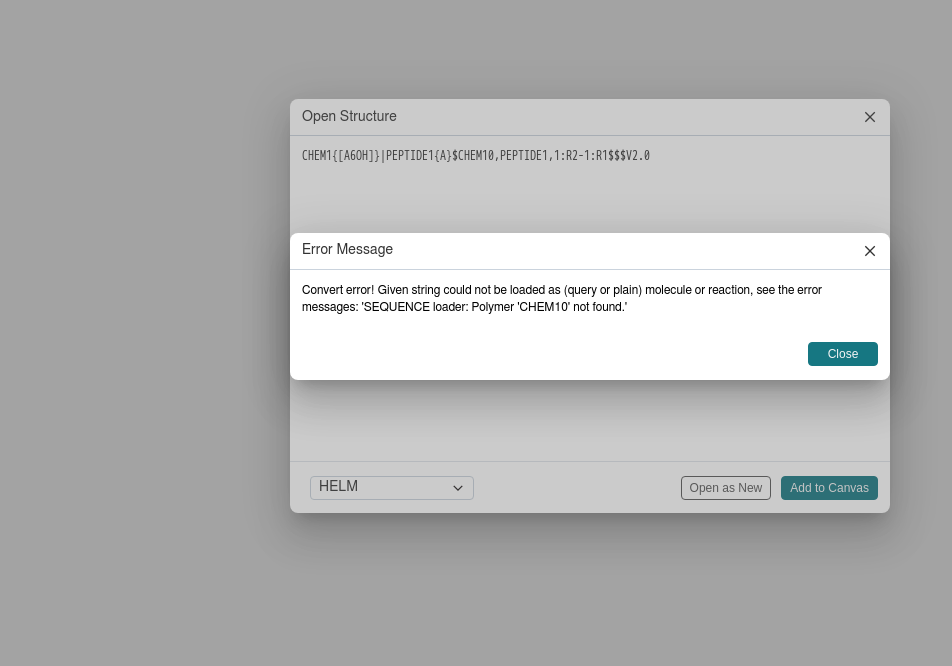 Open Structure
CHEM1{[A6OH]}|PEPTIDE1{A}$CHEM10,PEPTIDE1,1:R2-1:R1$$$V2.0
Error Message
Convert error! Given string could not be loaded as (query or plain) molecule or reaction, see the error
messages: 'SEQUENCE loader: Polymer 'CHEM10' not found.'
Close
HELM
Open as New
Add to Canvas